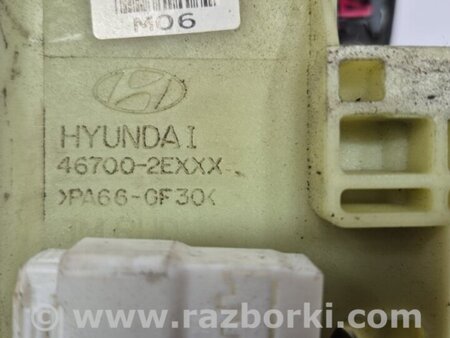 M06
HYUNDAI
46700-2EXXX
>PA66-GF30<
© www.razborki.com